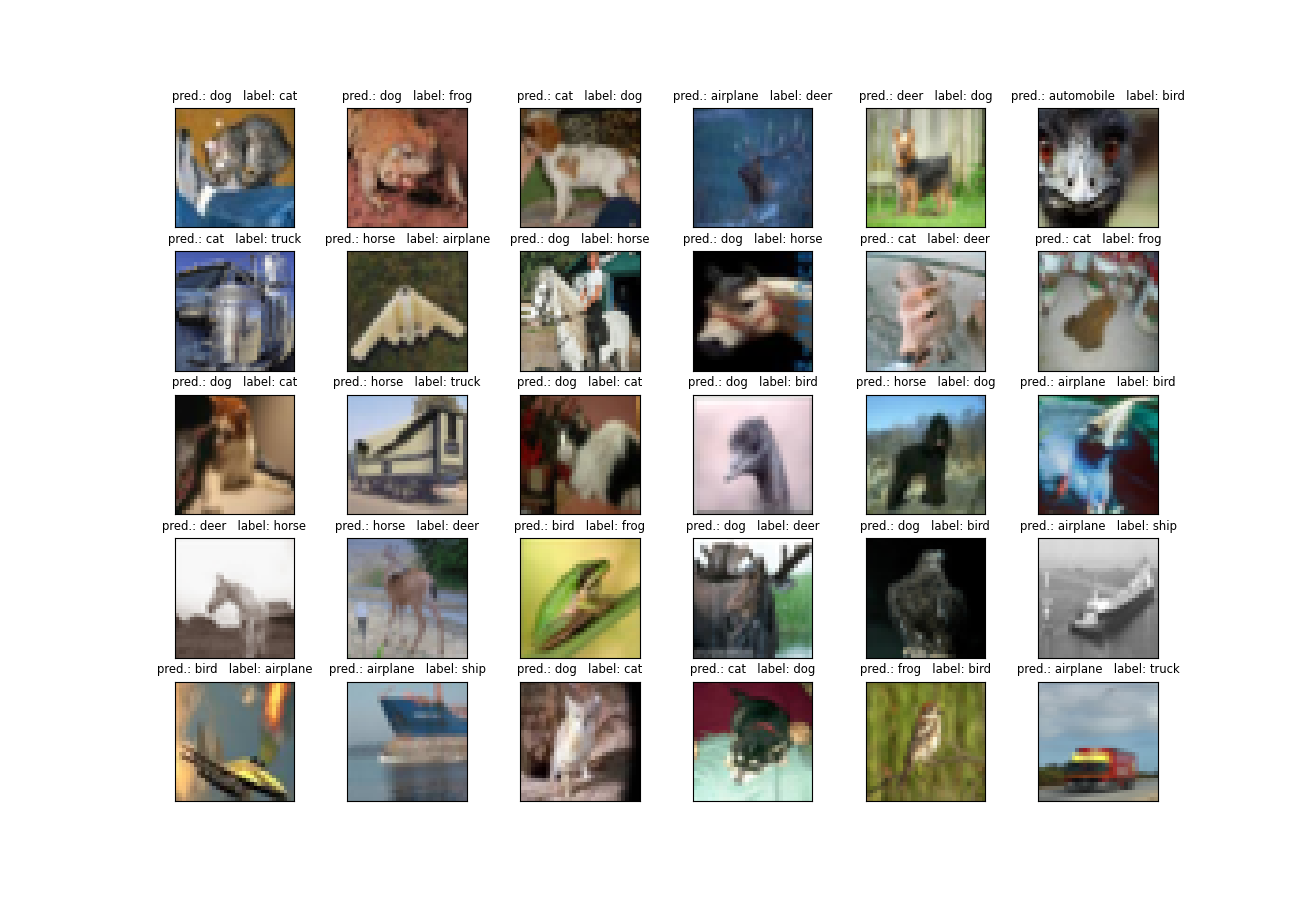 pred.: dog   label: cat
pred.: dog   label: frog
pred.: cat   label: dog
pred.: airplane   label: deer
pred.: deer   label: dog
pred.: automobile   label: bird
pred.: cat   label: truck
pred.: horse   label: airplane
pred.: dog   label: horse
pred.: dog   label: horse
pred.: cat   label: deer
pred.: cat   label: frog
pred.: dog   label: cat
pred.: horse   label: truck
pred.: dog   label: cat
pred.: dog   label: bird
pred.: horse   label: dog
pred.: airplane   label: bird
pred.: deer   label: horse
pred.: horse   label: deer
pred.: bird   label: frog
pred.: dog   label: deer
pred.: dog   label: bird
pred.: airplane   label: ship
pred.: bird   label: airplane
pred.: airplane   label: ship
pred.: dog   label: cat
pred.: cat   label: dog
pred.: frog   label: bird
pred.: airplane   label: truck